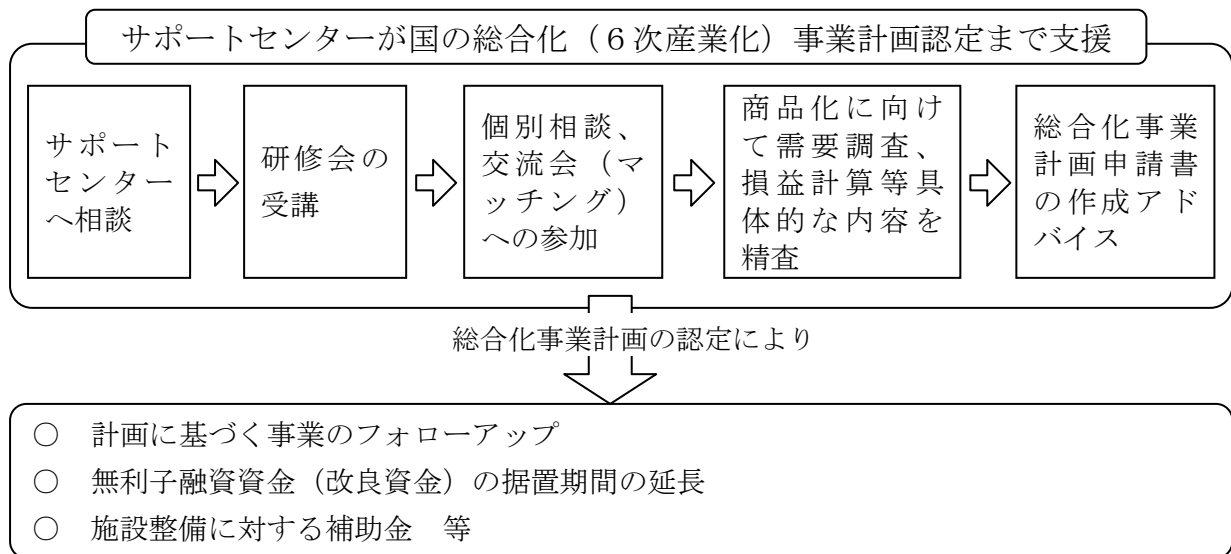 サポートセンターが国の総合化（６次産業化）事業計画認定まで支援
サポート
センター
へ相談
研修会の
受講
個別相談、
交流会（マ
ッチング）
への参加
商品化に向け
て需要調査、
損益計算等具
体的な内容を
精査
総合化事業
計画申請書
の作成アド
バイス
総合化事業計画の認定により
○　計画に基づく事業のフォローアップ
○　無利子融資資金（改良資金）の据置期間の延長
○　施設整備に対する補助金　等